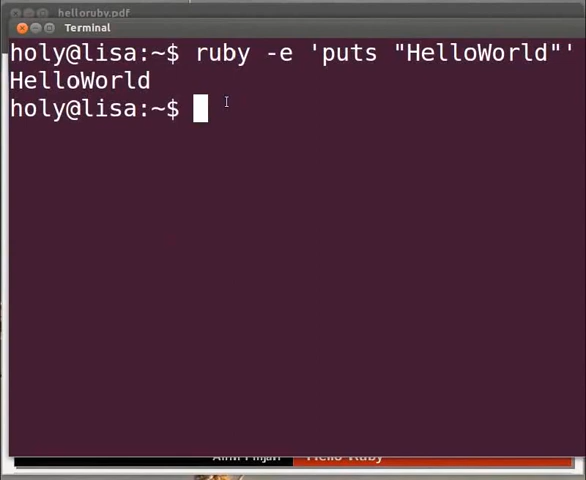 helloruby.pdf
Terminal
holy@lisa:~$ ruby -e 'puts "HelloWorld"'
HelloWorld
holy@lisa:~$
Hello Ruby